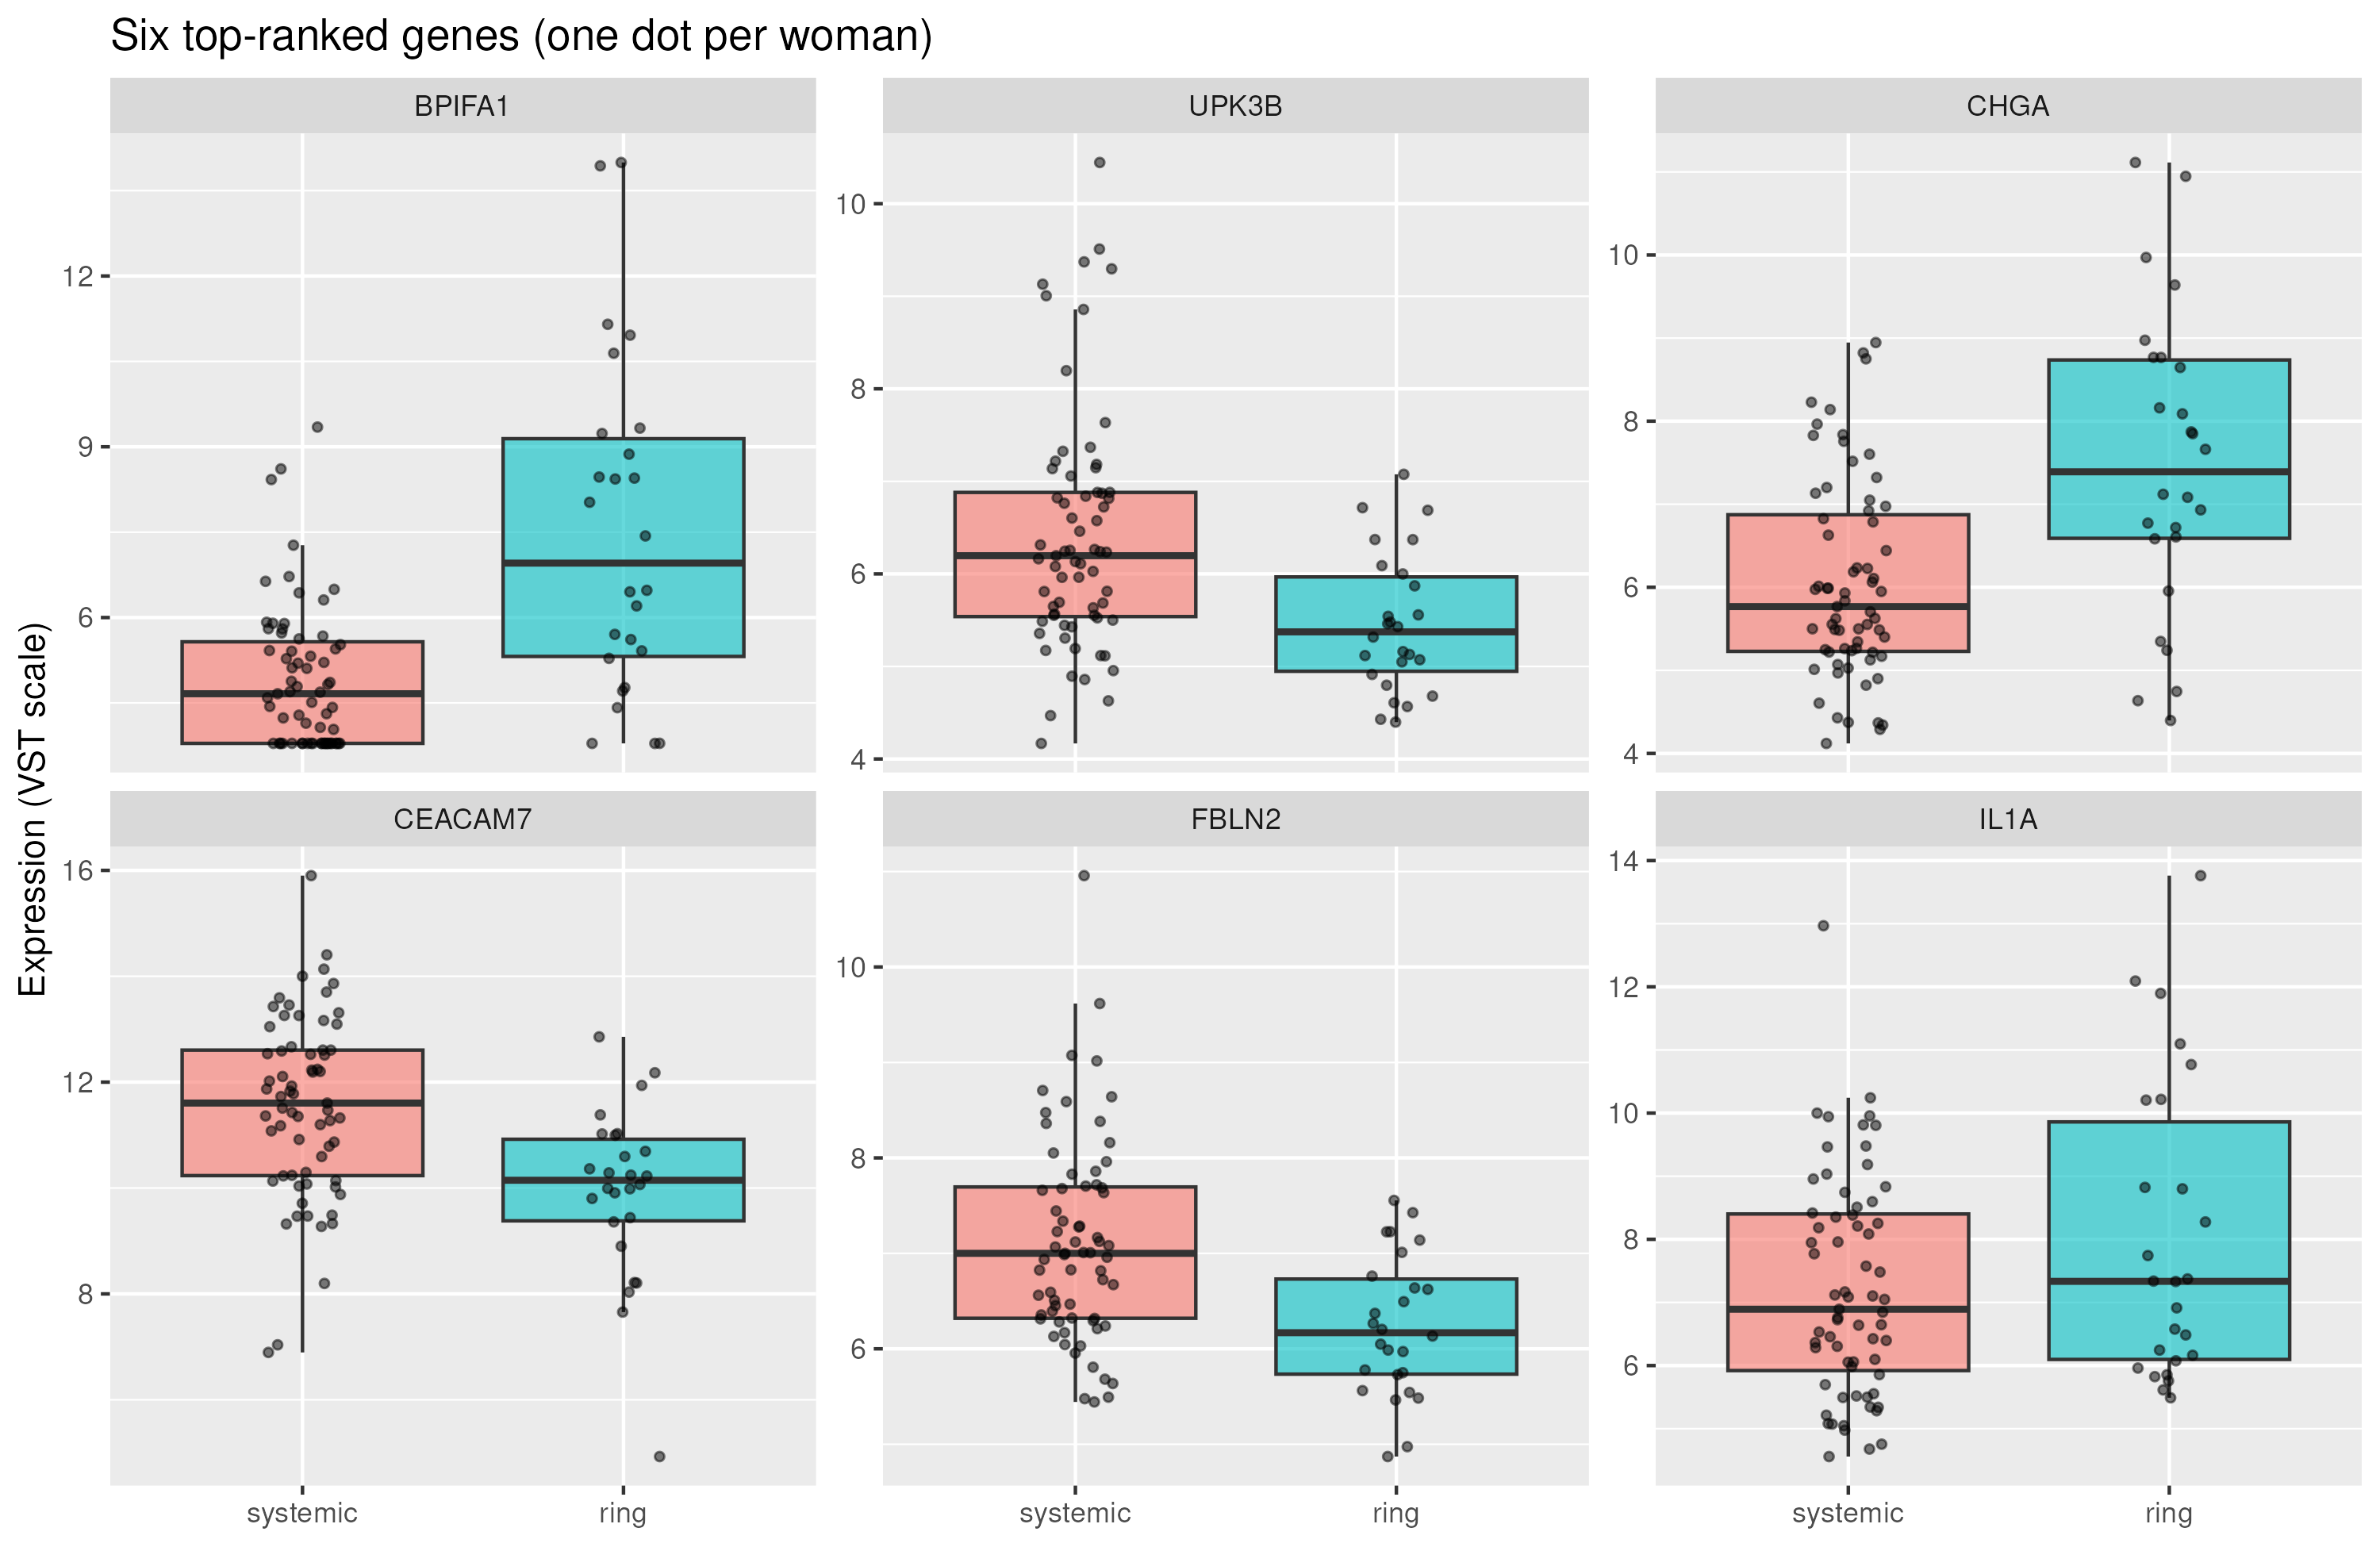 Six top-ranked genes (one dot per woman)
BPIFA1
UPK3B
CHGA
12
9
6
10
8
6
4
10
8
6
4
CEACAM7
FBLN2
IL1A
16
12
8
10
8
6
14
12
10
8
6
systemic
ring
systemic
ring
systemic
ring
Expression (VST scale)